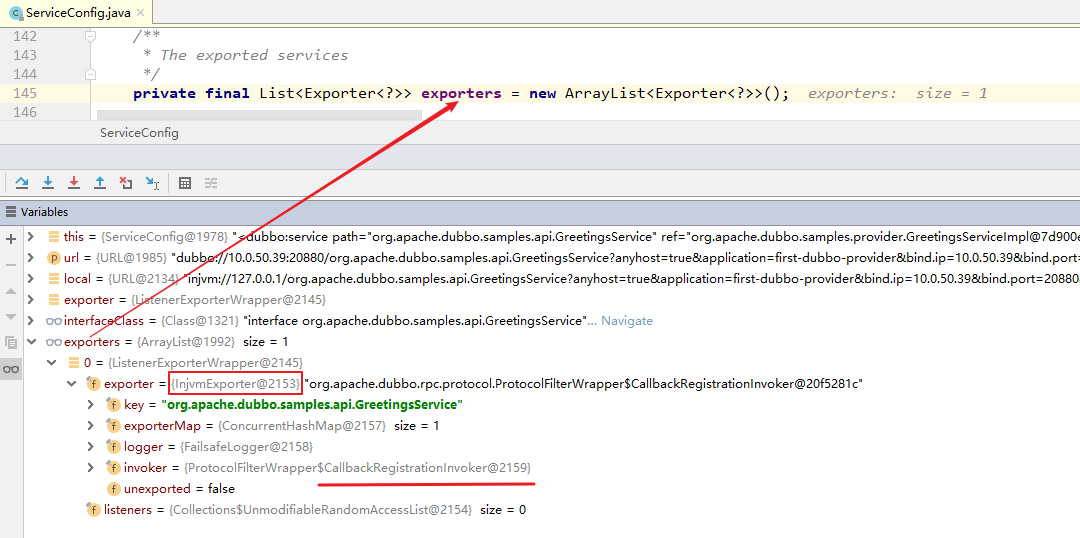 ServiceConfig.java
142 /**
143 * The exported services
144 */
145 private final List<Exporter<?>> exporters = new ArrayList<Exporter<?>>(); exporters: size = 1
146
ServiceConfig
Variables
this = {ServiceConfig@1978} "<dubbo:service path="org.apache.dubbo.samples.api.GreetingsService" ref="org.apache.dubbo.samples.provider.GreetingsServiceImpl@7d900e
p url = {URL@1985} "dubbo://10.0.50.39:20880/org.apache.dubbo.samples.api.GreetingsService?anyhost=true&application=first-dubbo-provider&bind.ip=10.0.50.39&bind.port=
local = {URL@2134} "injvm://127.0.0.1/org.apache.dubbo.samples.api.GreetingsService?anyhost=true&application=first-dubbo-provider&bind.ip=10.0.50.39&bind.port=20880
exporter = {ListenerExporterWrapper@2145}
interfaceClass = {Class@1321} "interface org.apache.dubbo.samples.api.GreetingsService"... Navigate
exporters = {ArrayList@1992} size = 1
0 = {ListenerExporterWrapper@2145}
f exporter = {InjvmExporter@2153} "org.apache.dubbo.rpc.protocol.ProtocolFilterWrapper$CallbackRegistrationInvoker@20f5281c"
f key = "org.apache.dubbo.samples.api.GreetingsService"
f exporterMap = {ConcurrentHashMap@2157} size = 1
f logger = {FailsafeLogger@2158}
f invoker = {ProtocolFilterWrapper$CallbackRegistrationInvoker@2159}
f unexported = false
f listeners = {Collections$UnmodifiableRandomAccessList@2154} size = 0